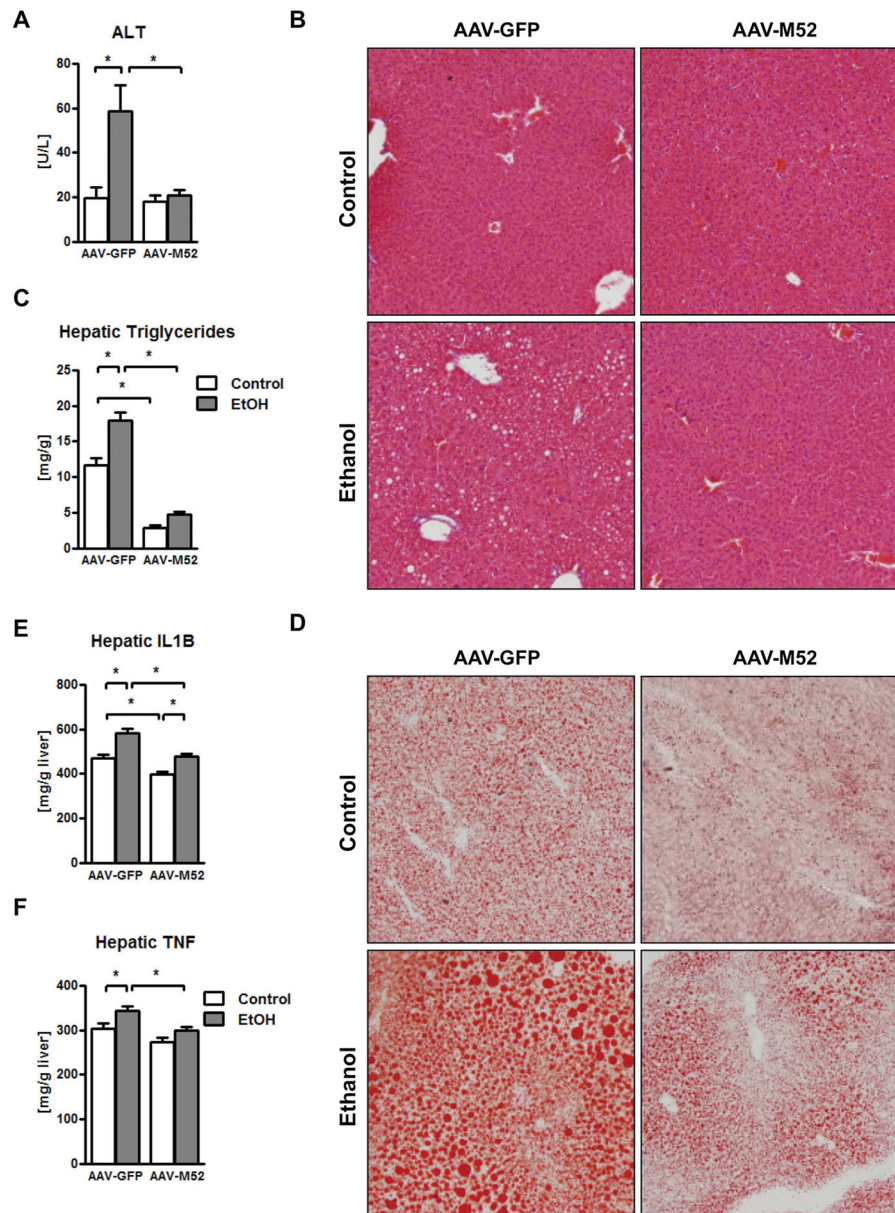 A
ALT
80
60
40
20
0
[U/L]
* *
AAV-GFP AAV-M52
B
AAV-GFP AAV-M52
Control
Ethanol
C
Hepatic Triglycerides
25
20
15
10
5
0
[mg/g]
* *
*
Control
EtOH
AAV-GFP AAV-M52
E
Hepatic IL1B
800
600
400
200
0
[mg/g liver]
* *
* *
AAV-GFP AAV-M52
D
AAV-GFP AAV-M52
Control
Ethanol
F
Hepatic TNF
400
300
200
100
0
[mg/g liver]
* *
Control
EtOH
AAV-GFP AAV-M52